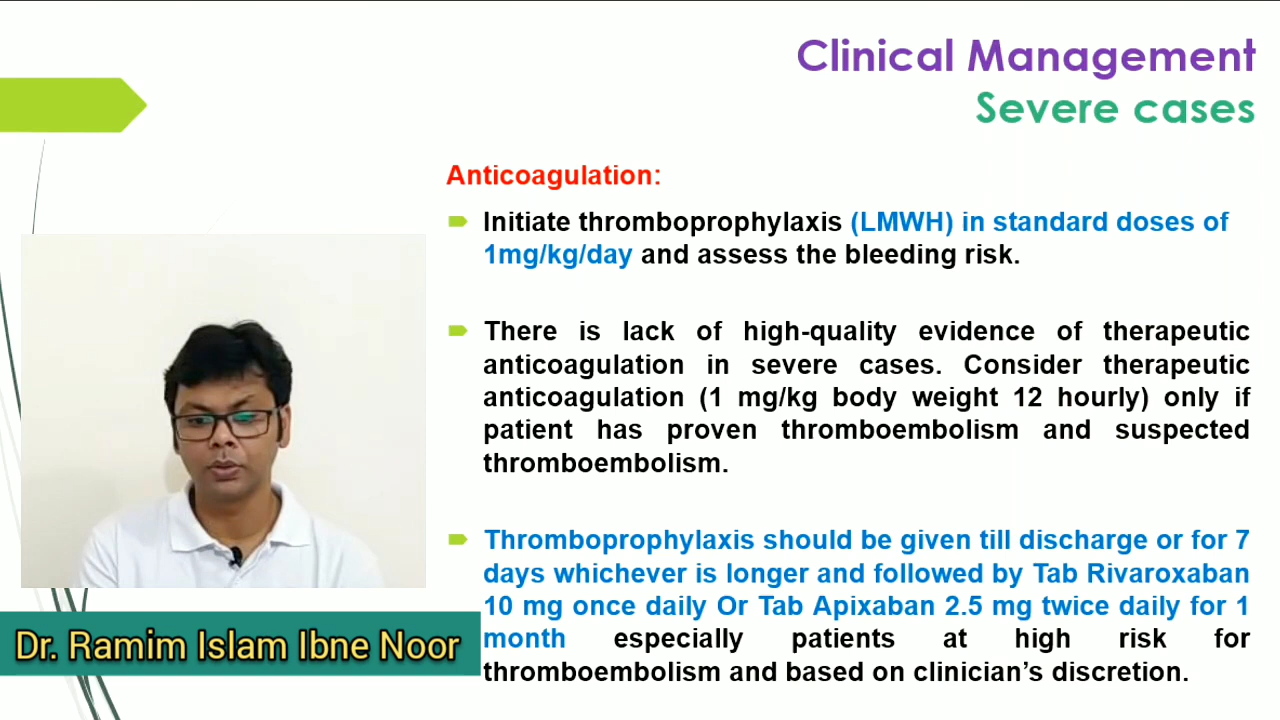 Clinical Management
Severe cases
Anticoagulation:
Initiate thromboprophylaxis (LMWH) in standard doses of
1mg/kg/day and assess the bleeding risk.
There is lack of high-quality evidence of therapeutic
anticoagulation in severe cases. Consider therapeutic
anticoagulation (1 mg/kg body weight 12 hourly) only if
patient has proven thromboembolism and suspected
thromboembolism.
Thromboprophylaxis should be given till discharge or for 7
days whichever is longer and followed by Tab Rivaroxaban
10 mg once daily Or Tab Apixaban 2.5 mg twice daily for 1
month especially patients at high risk for
thromboembolism and based on clinician’s discretion.
Dr. Ramim Islam Ibne Noor